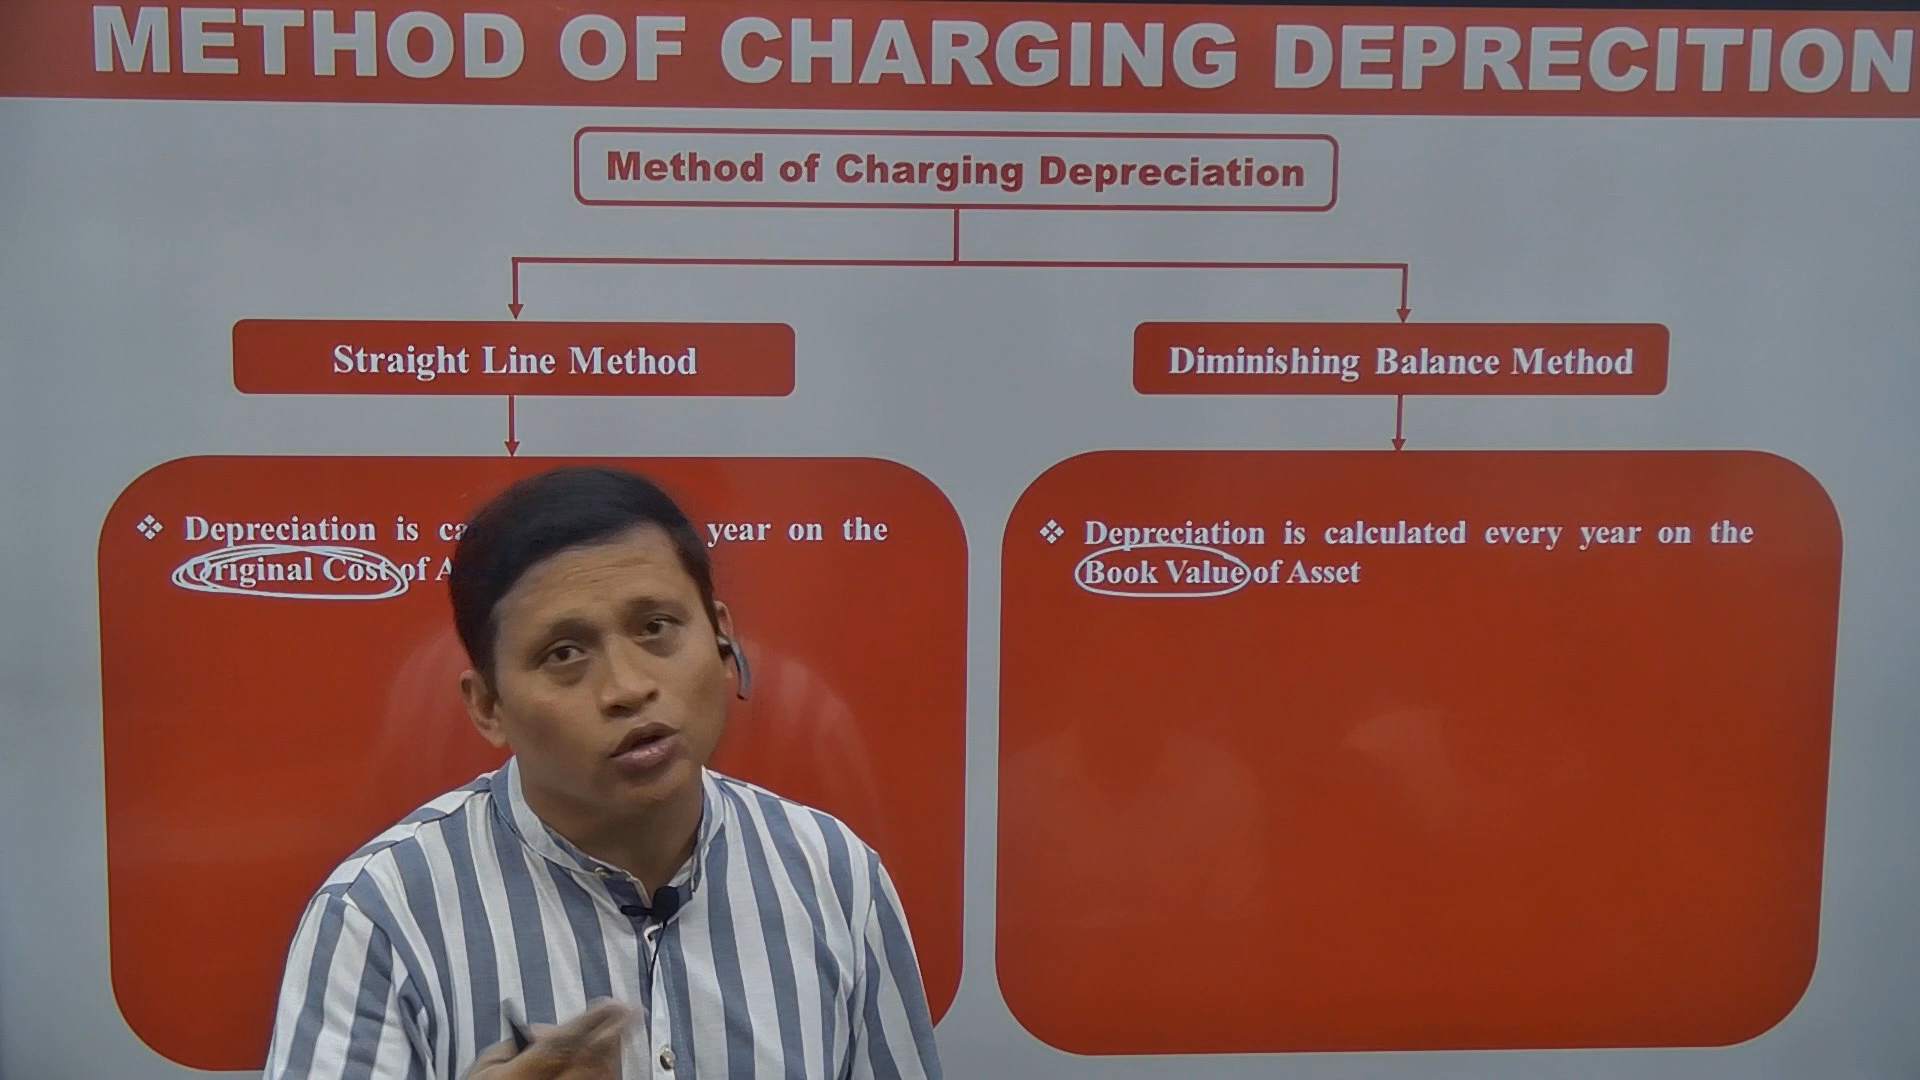 METHOD OF CHARGING DEPRECITION
Method of Charging Depreciation
Straight Line Method
Diminishing Balance Method
❖ Depreciation is year on the
Original Cost of
❖ Depreciation is calculated every year on the
Book Value of Asset